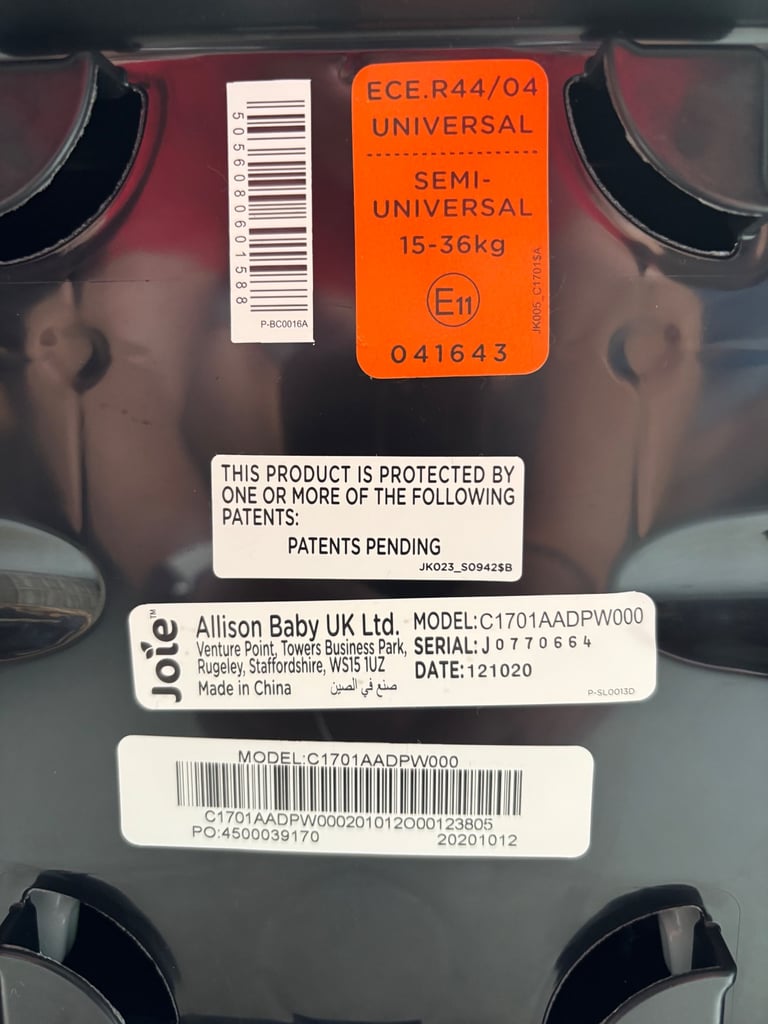 5056080601588
P-BC0016A
ECE.R44/04
UNIVERSAL
SEMI-
UNIVERSAL
15-36kg
E11
041643
JK005_C1701$A
THIS PRODUCT IS PROTECTED BY
ONE OR MORE OF THE FOLLOWING
PATENTS:
PATENTS PENDING
JK023_S0942$B
Joie™
Allison Baby UK Ltd.
Venture Point, Towers Business Park,
Rugeley, Staffordshire, WS15 1UZ
Made in China صنع في الصين
MODEL:C1701AADPW000
SERIAL:J0770664
DATE:121020
P-SL0013D
MODEL:C1701AADPW000
C1701AADPW000201012O00123805
PO:4500039170 20201012